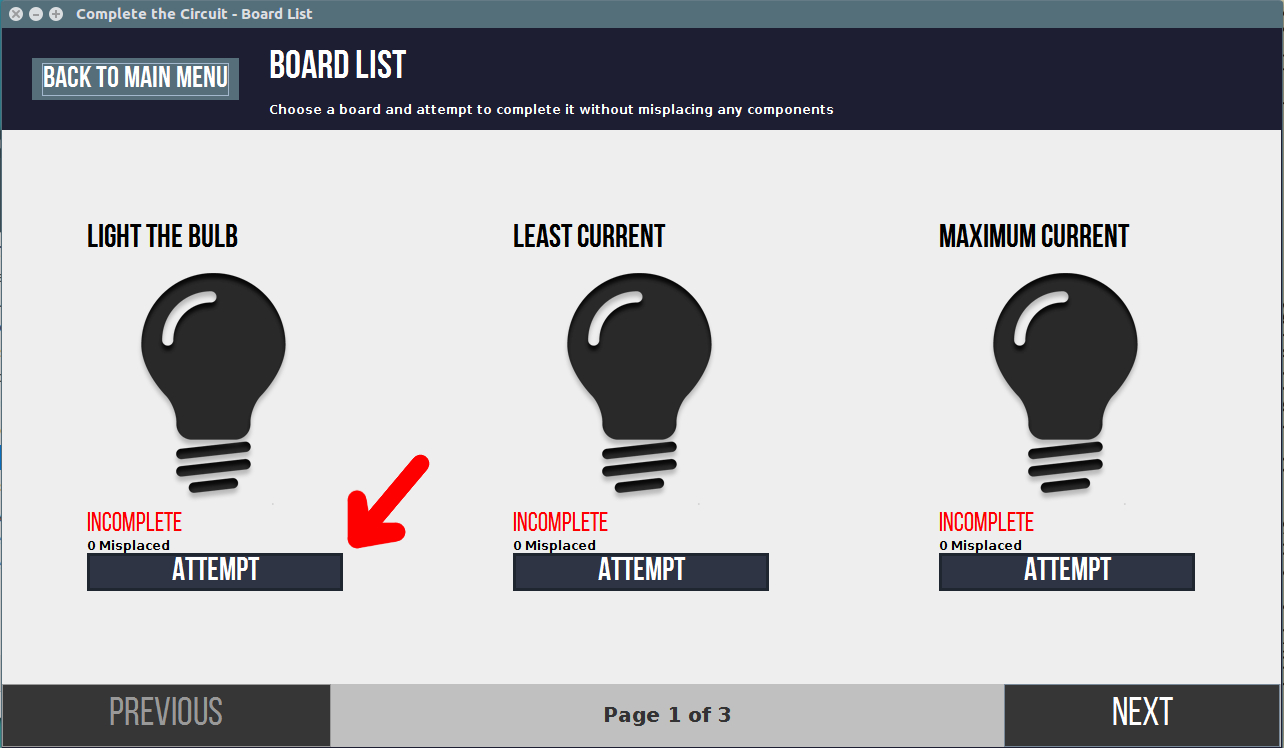 Complete the Circuit - Board List
BACK TO MAIN MENU
BOARD LIST
Choose a board and attempt to complete it without misplacing any components
LIGHT THE BULB
INCOMPLETE
0 Misplaced
ATTEMPT
LEAST CURRENT
INCOMPLETE
0 Misplaced
ATTEMPT
MAXIMUM CURRENT
INCOMPLETE
0 Misplaced
ATTEMPT
PREVIOUS
Page 1 of 3
NEXT